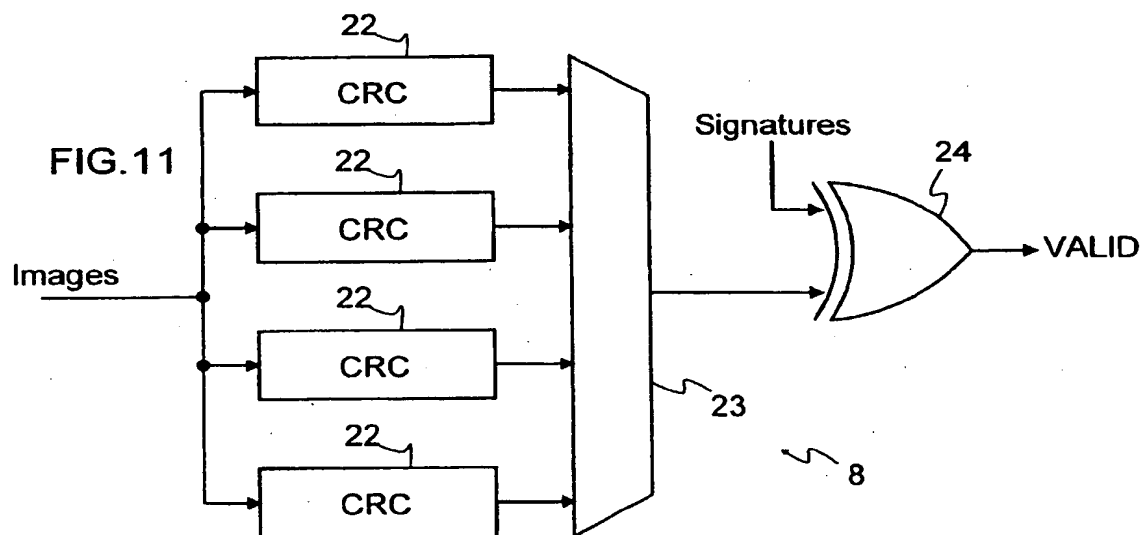 22
CRC
FIG.11
22
CRC
Images
22
CRC
22
CRC
Signatures
24
VALID
23
8